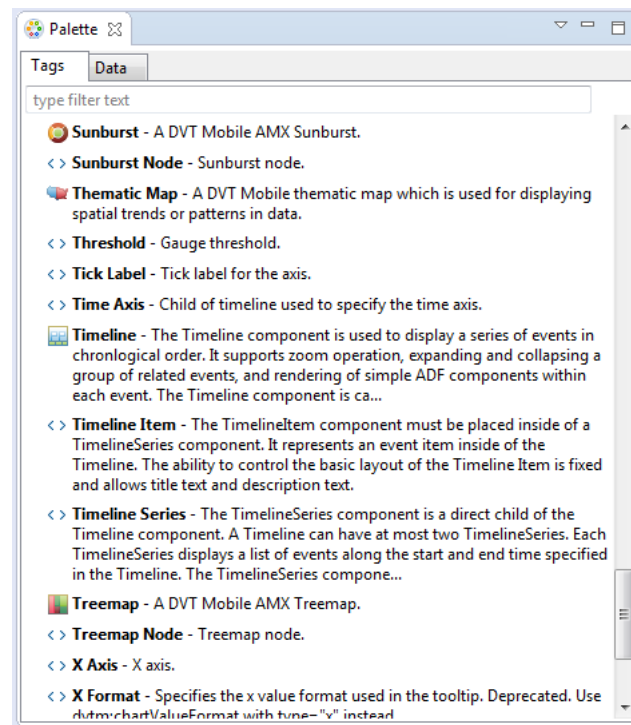 Palette
Tags Data
type filter text
Sunburst - A DVT Mobile AMX Sunburst.
Sunburst Node - Sunburst node.
Thematic Map - A DVT Mobile thematic map which is used for displaying
spatial trends or patterns in data.
Threshold - Gauge threshold.
Tick Label - Tick label for the axis.
Time Axis - Child of timeline used to specify the time axis.
Timeline - The Timeline component is used to display a series of events in
chronlogical order. It supports zoom operation, expanding and collapsing a
group of related events, and rendering of simple ADF components within
each event. The Timeline component is ca...
Timeline Item - The TimelineItem component must be placed inside of a
TimelineSeries component. It represents an event item inside of the
Timeline. The ability to control the basic layout of the Timeline Item is fixed
and allows title text and description text.
Timeline Series - The TimelineSeries component is a direct child of the
Timeline component. A Timeline can have at most two TimelineSeries. Each
TimelineSeries displays a list of events along the start and end time specified
in the Timeline. The TimelineSeries compone...
Treemap - A DVT Mobile AMX Treemap.
Treemap Node - Treemap node.
X Axis - X axis.
X Format - Specifies the x value format used in the tooltip. Deprecated. Use
dvtm:chartValueFormat with type="x" instead